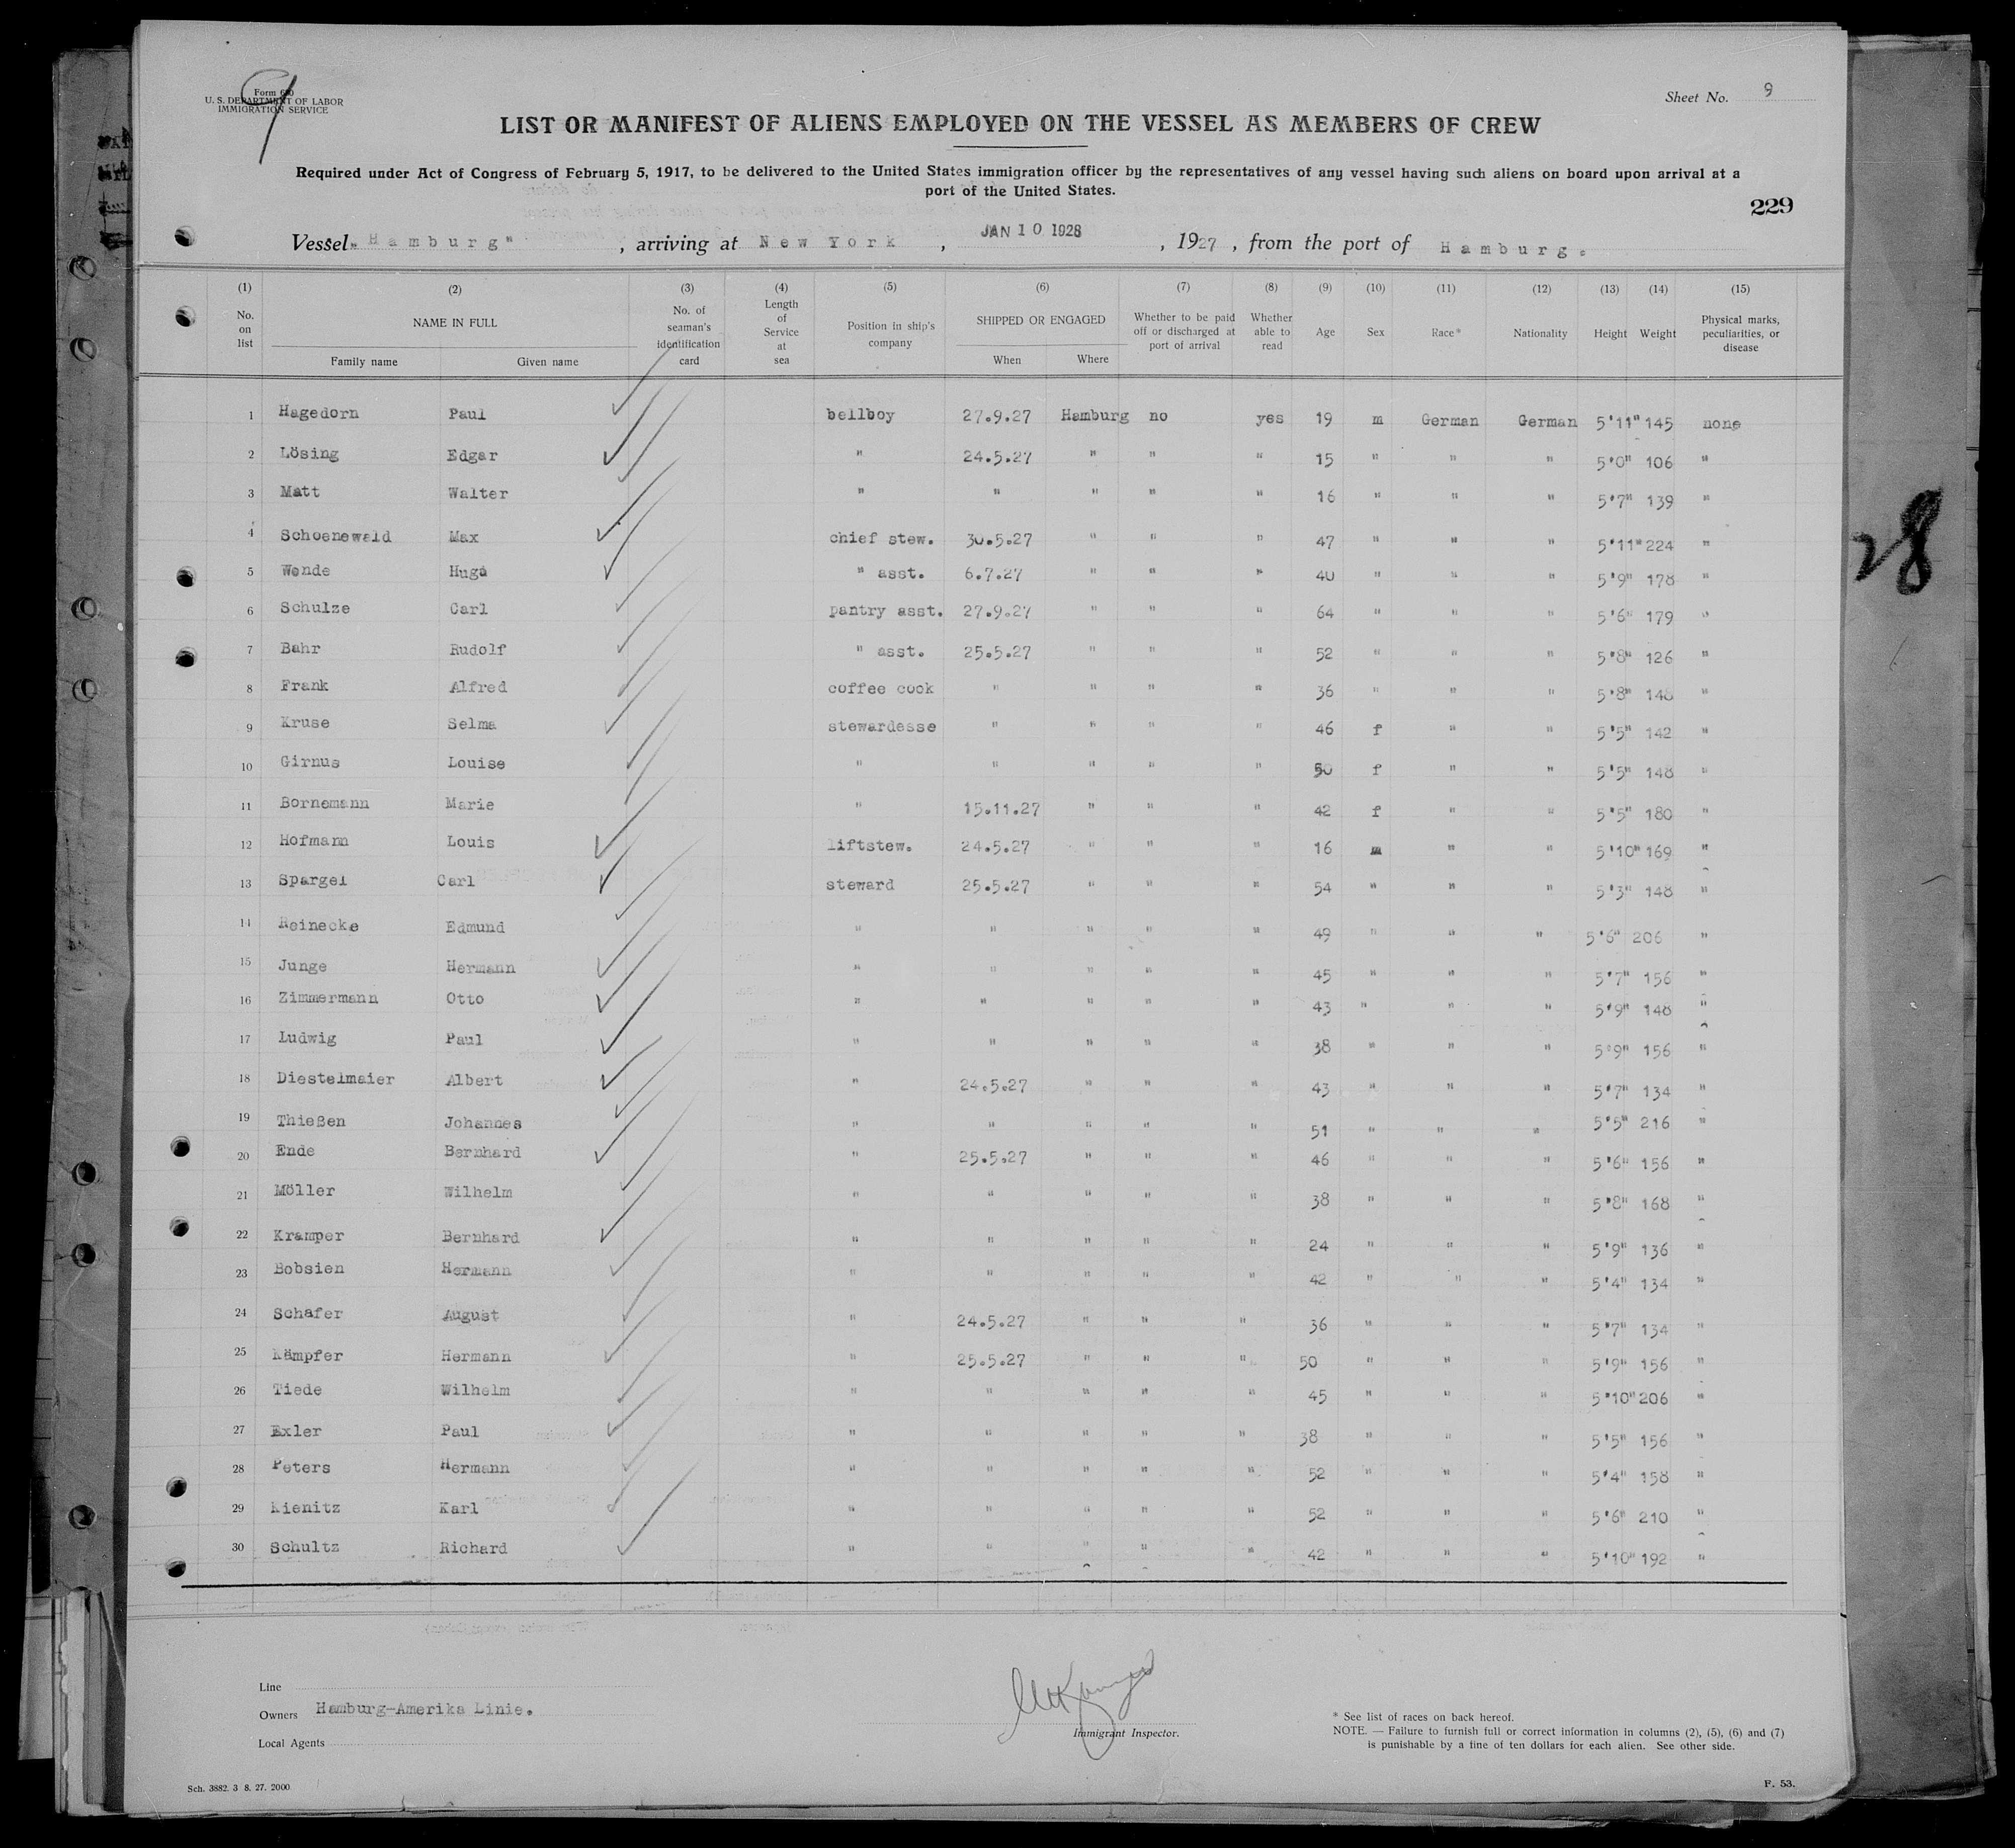 Form 680
U. S. DEPARTMENT OF LABOR
IMMIGRATION SERVICE
9
Sheet No. 9
LIST OR MANIFEST OF ALIENS EMPLOYED ON THE VESSEL AS MEMBERS OF CREW
Required under Act of Congress of February 5, 1917, to be delivered to the United States immigration officer by the representatives of any vessel having such aliens on board upon arrival at a
port of the United States.
229
Vessel "Hamburg" , arriving at New York , JAN 10 1928 , 1927 , from the port of Hamburg.
(1) (2) (3) (4) (5) (6) (7) (8) (9) (10) (11) (12) (13) (14) (15)
No. on list NAME IN FULL Family name Given name No. of seaman's identification card Length of Service at sea Position in ship's company SHIPPED OR ENGAGED When Where Whether to be paid off or discharged at port of arrival Whether able to read Age Sex Race* Nationality Height Weight Physical marks, peculiarities, or disease
1 Hagedorn Paul bellboy 27.9.27 Hamburg no yes 19 m German German 5'11" 145 none
2 Lösing Edgar " 24.5.27 " " " 15 " " " 5'0" 106 "
3 Matt Walter " " " " " 16 " " " 5'7" 139 "
4 Schoenewald Max chief stew. 30.5.27 " " " 47 " " " 5'11" 224 "
5 Wende Hugo " asst. 6.7.27 " " " 40 " " " 5'9" 178 "
6 Schulze Carl pantry asst. 27.9.27 " " " 64 " " " 5'6" 179 "
7 Bahr Rudolf " asst. 25.5.27 " " " 52 " " " 5'8" 126 "
8 Frank Alfred coffee cook " " " " 36 " " " 5'8" 148 "
9 Kruse Selma stewardesse " " " " 46 f " " 5'5" 142 "
10 Girnus Louise " " " " " 50 f " " 5'5" 148 "
11 Bornemann Marie " 15.11.27 " " " 42 f " " 5'5" 180 "
12 Hofmann Louis liftstew. 24.5.27 " " " 16 m " " 5'10" 169 "
13 Spargel Carl steward 25.5.27 " " " 54 " " " 5'3" 148 "
14 Heinecke Edmund " " " " " 49 " " " 5'6" 206 "
15 Junge Hermann " " " " " 45 " " " 5'7" 156 "
16 Zimmermann Otto " " " " " 43 " " " 5'9" 148 "
17 Ludwig Paul " " " " " 38 " " " 5'9" 156 "
18 Diestelmaier Albert " 24.5.27 " " " 43 " " " 5'7" 134 "
19 Thießen Johannes " " " " " 51 " " " 5'5" 216 "
20 Ende Bernhard " 25.5.27 " " " 46 " " " 5'6" 156 "
21 Möller Wilhelm " " " " " 38 " " " 5'8" 168 "
22 Kramper Bernhard " " " " " 24 " " " 5'9" 136 "
23 Bobsien Hermann " " " " " 42 " " " 5'4" 134 "
24 Schafer August " 24.5.27 " " " 36 " " " 5'7" 134 "
25 Kämpfer Hermann " 25.5.27 " " " 50 " " " 5'9" 156 "
26 Tiede Wilhelm " " " " " 45 " " " 5'10" 206 "
27 Exler Paul " " " " " 38 " " " 5'5" 156 "
28 Peters Hermann " " " " " 52 " " " 5'4" 158 "
29 Kienitz Karl " " " " " 52 " " " 5'6" 210 "
30 Schultz Richard " " " " " 42 " " " 5'10" 192 "
28
Line
Owners Hamburg-Amerika Linie.
Local Agents
Immigrant Inspector.
* See list of races on back hereof.
NOTE. — Failure to furnish full or correct information in columns (2), (5), (6) and (7)
is punishable by a fine of ten dollars for each alien. See other side.
Sch. 3882. 3 8. 27. 2000
F. 53.